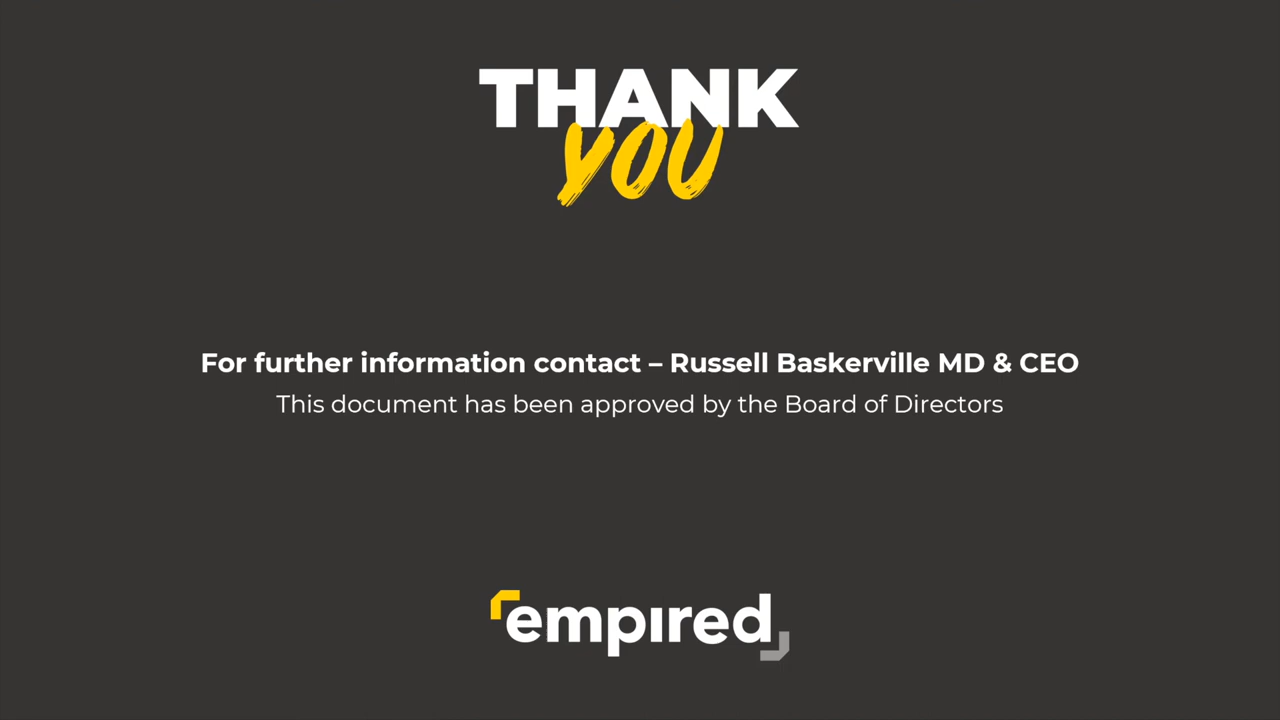 THANK
YOU
For further information contact – Russell Baskerville MD & CEO
This document has been approved by the Board of Directors
empired